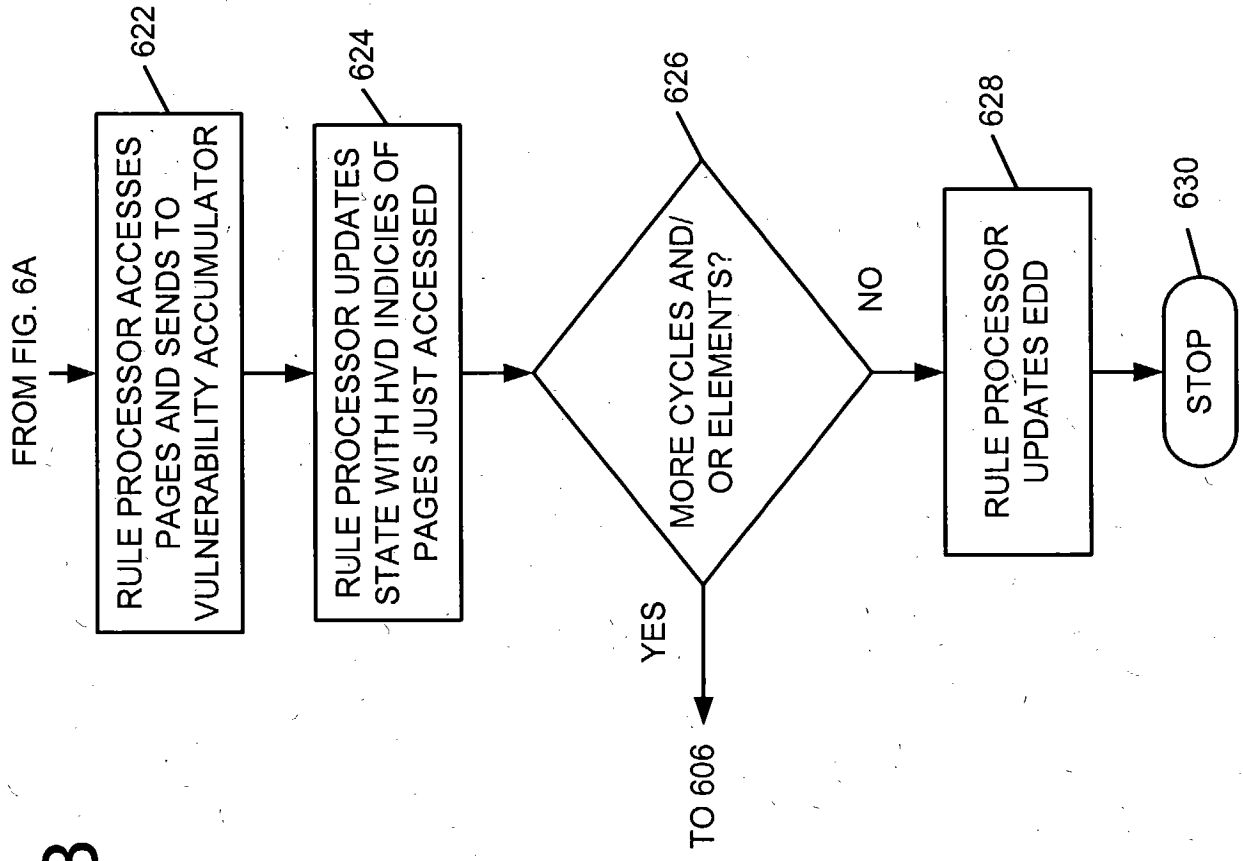 FROM FIG. 6A
RULE PROCESSOR ACCESSES
PAGES AND SENDS TO
VULNERABILITY ACCUMULATOR
622
RULE PROCESSOR UPDATES
STATE WITH HVD INDICIES OF
PAGES JUST ACCESSED
624
MORE CYCLES AND/
OR ELEMENTS?
626
YES
TO 606
NO
RULE PROCESSOR
UPDATES EDD
628
STOP
630